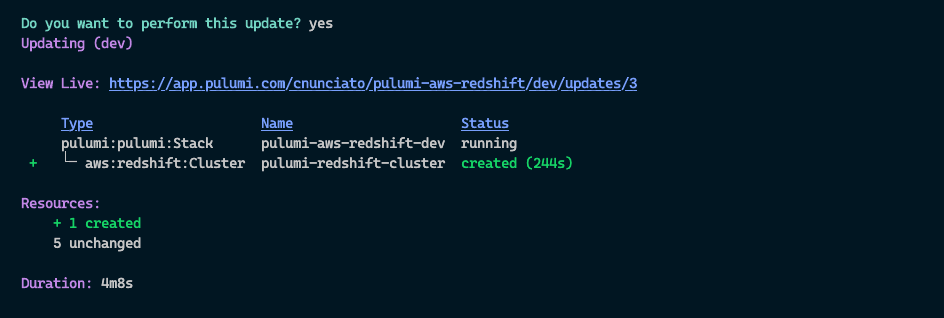 Do you want to perform this update? yes
Updating (dev)
View Live: https://app.pulumi.com/cnunciato/pulumi-aws-redshift/dev/updates/3
Type Name Status
pulumi:pulumi:Stack pulumi-aws-redshift-dev running
+ └─ aws:redshift:Cluster pulumi-redshift-cluster created (244s)
Resources:
+ 1 created
5 unchanged
Duration: 4m8s